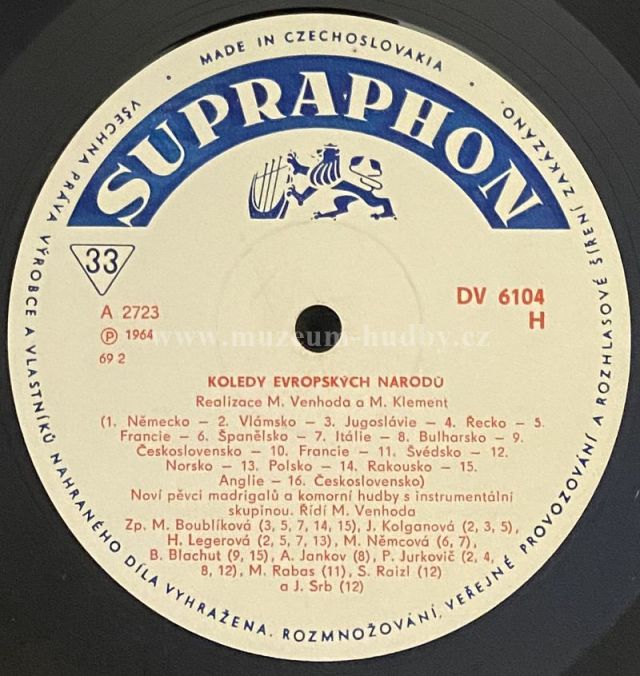 MADE IN CZECHOSLOVAKIA
VŠECHNA PRÁVA VÝROBCE A VLASTNÍKŮ NAHRANÉHO DÍLA VYHRAŽENA. ROZMNOŽOVÁNÍ, VEŘEJNÉ PROVOZOVÁNÍ A ROZHLASOVÉ ŠÍŘENÍ ZAKÁZÁNO.
SUPRAPHON
33
A 2723
Ⓟ 1964
69 2
DV 6104
H
www.muzeum-hudby.cz
KOLEDY EVROPSKÝCH NÁRODŮ
Realizace M. Venhoda a M. Klement
(1. Německo – 2. Vlámsko – 3. Jugoslávie – 4. Řecko – 5.
Francie – 6. Španělsko – 7. Itálie – 8. Bulharsko – 9.
Československo – 10. Francie – 11. Švédsko – 12.
Norsko – 13. Polsko – 14. Rakousko – 15.
Anglie – 16. Československo)
Noví pěvci madrigalů a komorní hudby s instrumentální
skupinou. Řídí M. Venhoda
Zp. M. Boublíková (3, 5, 7, 14, 15), J. Kolganová (2, 3, 5),
H. Legerová (2, 5, 7, 13), M. Němcová (6, 7),
B. Blachut (9, 15), A. Jankov (8), P. Jurkovič (2, 4,
8, 12), M. Rabas (11), S. Raizl (12)
a J. Srb (12)